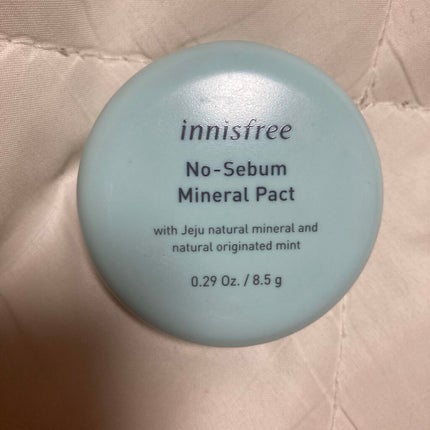 innisfree
No-Sebum
Mineral Pact
with Jeju natural mineral and
natural originated mint
0.29 Oz. / 8.5 g